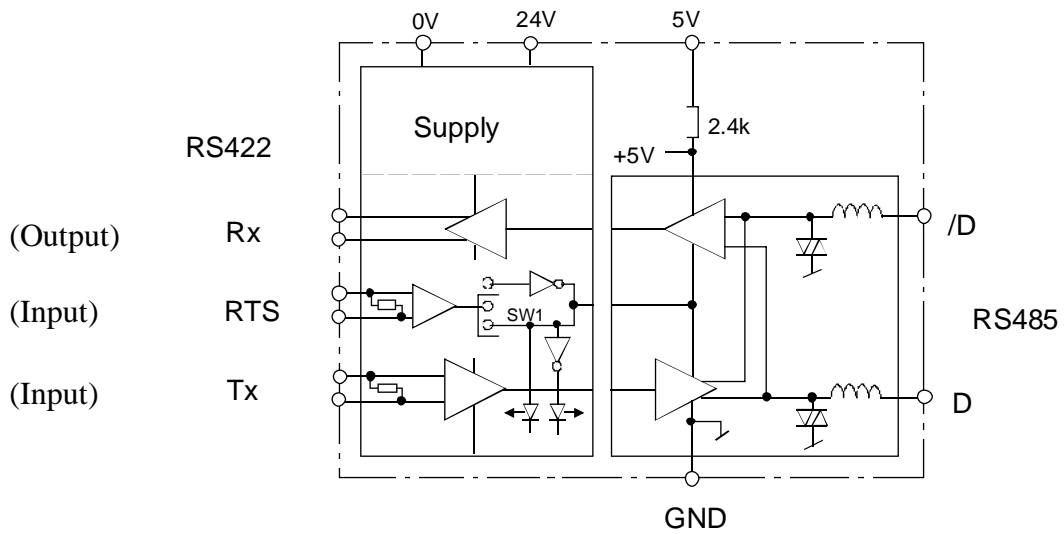 0V 24V 5V
2.4k
Supply
+5V
RS422
(Output) Rx /D
(Input) RTS SW1 RS485
(Input) Tx D
GND